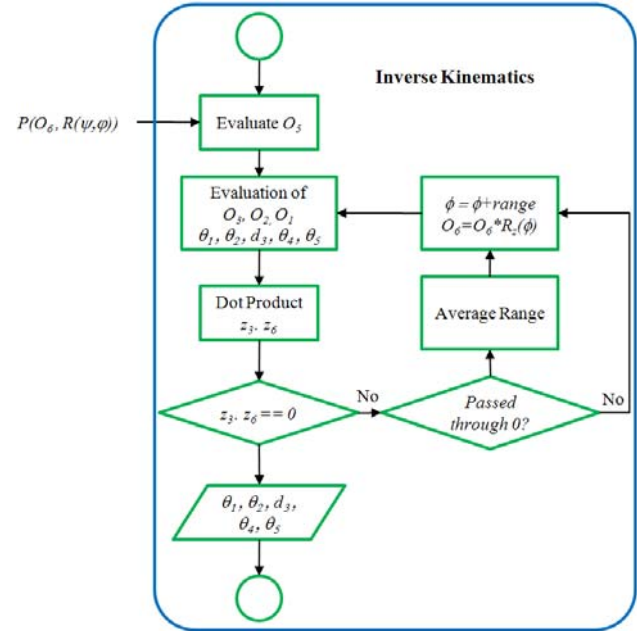 Inverse Kinematics
P(O₆, R(ψ,φ))
Evaluate O₅
Evaluation of
O₃, O₂, O₁
θ₁, θ₂, d₃, θ₄, θ₅
ϕ = ϕ+range
O₆=O₆*R_z(ϕ)
Dot Product
z₃. z₆
Average Range
z₃. z₆ == 0
No
Passed
through 0?
No
θ₁, θ₂, d₃,
θ₄, θ₅